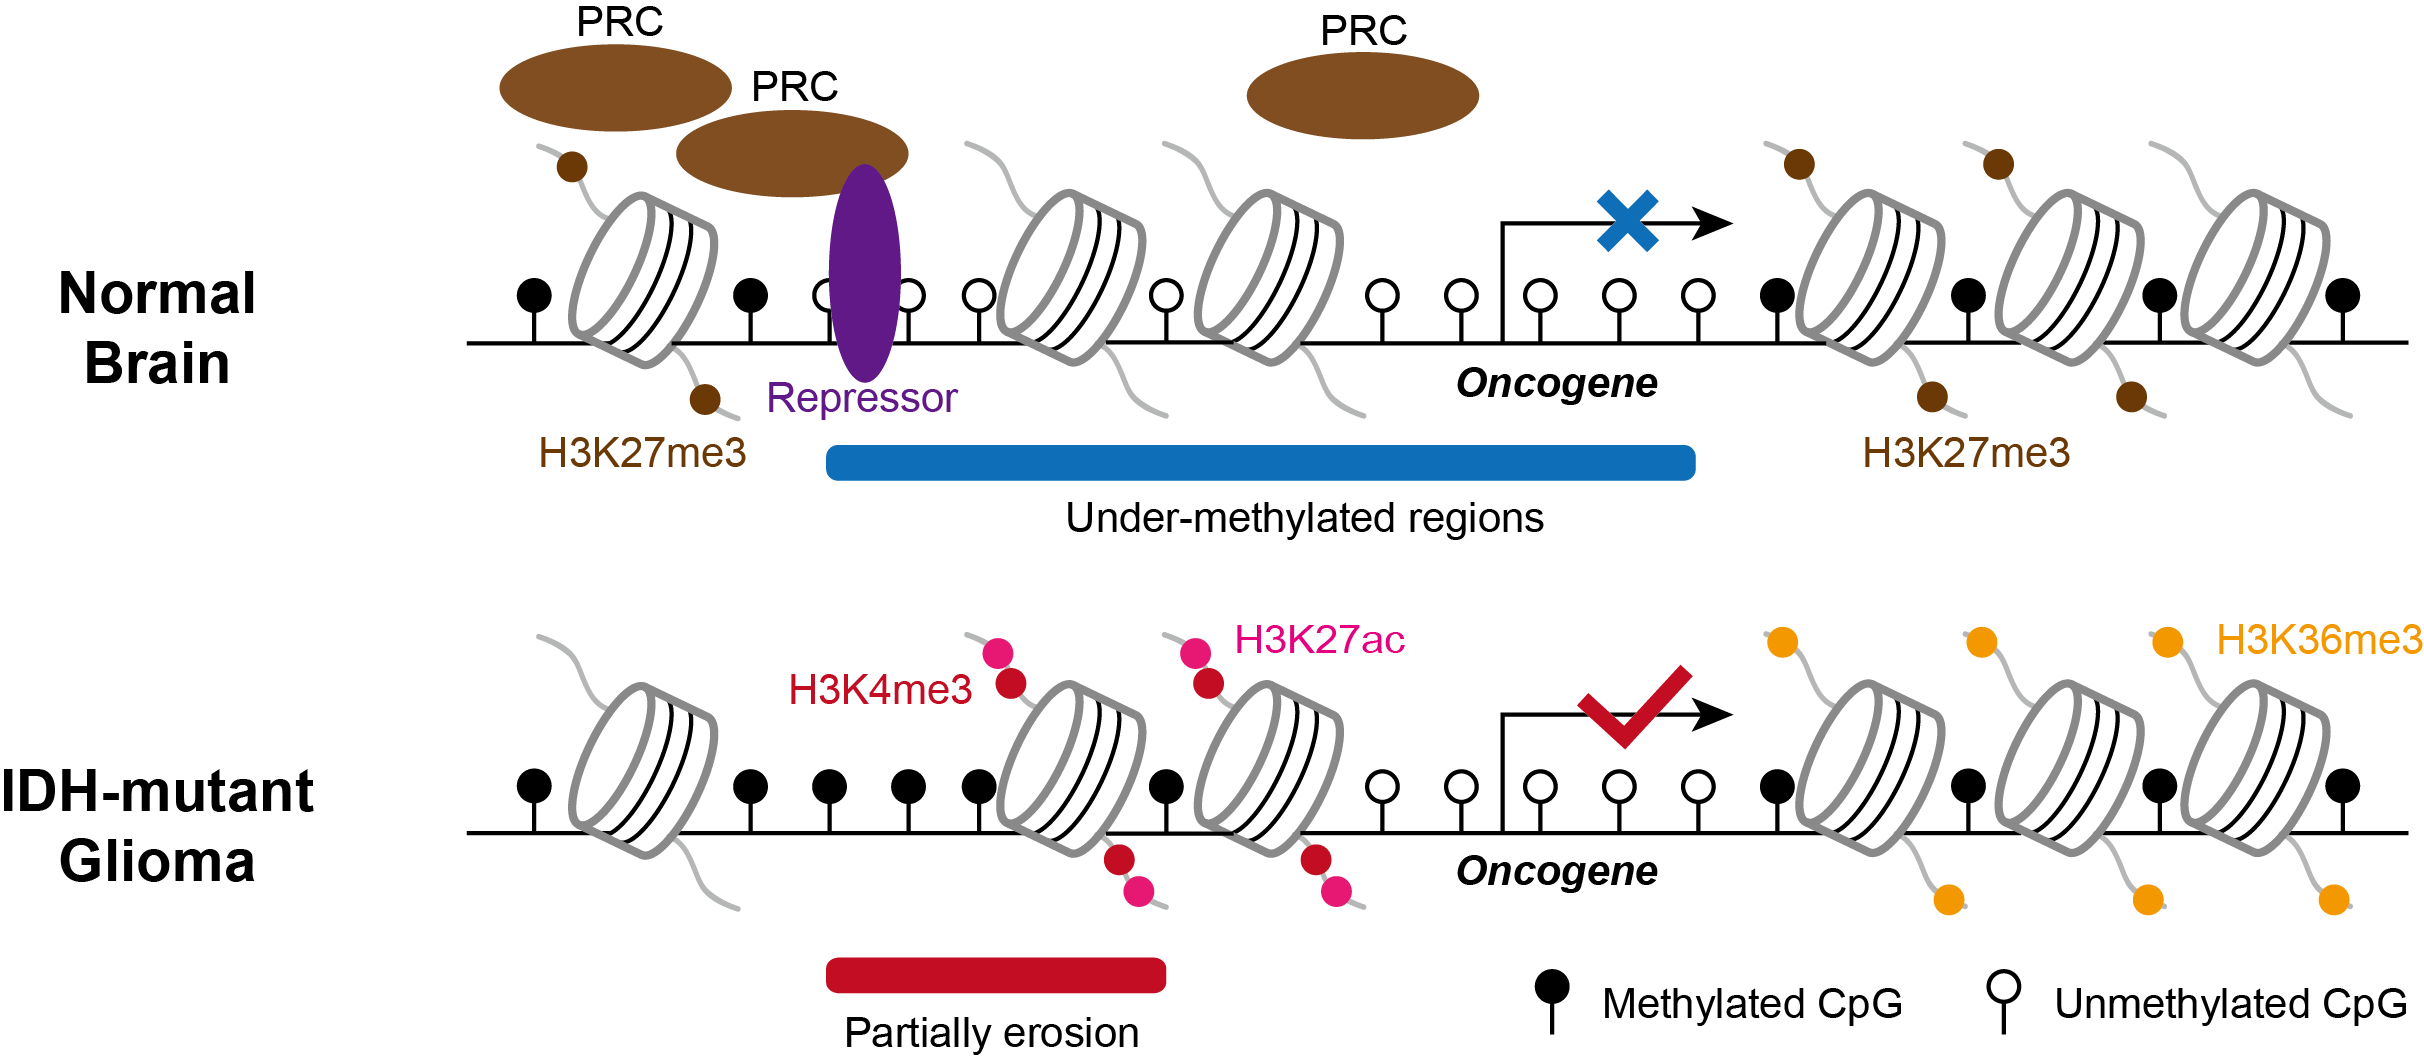 PRC
PRC
PRC
Normal
Brain
Oncogene
Repressor
H3K27me3
H3K27me3
Under-methylated regions
H3K27ac
H3K36me3
H3K4me3
IDH-mutant
Glioma
Oncogene
Methylated CpG
Unmethylated CpG
Partially erosion